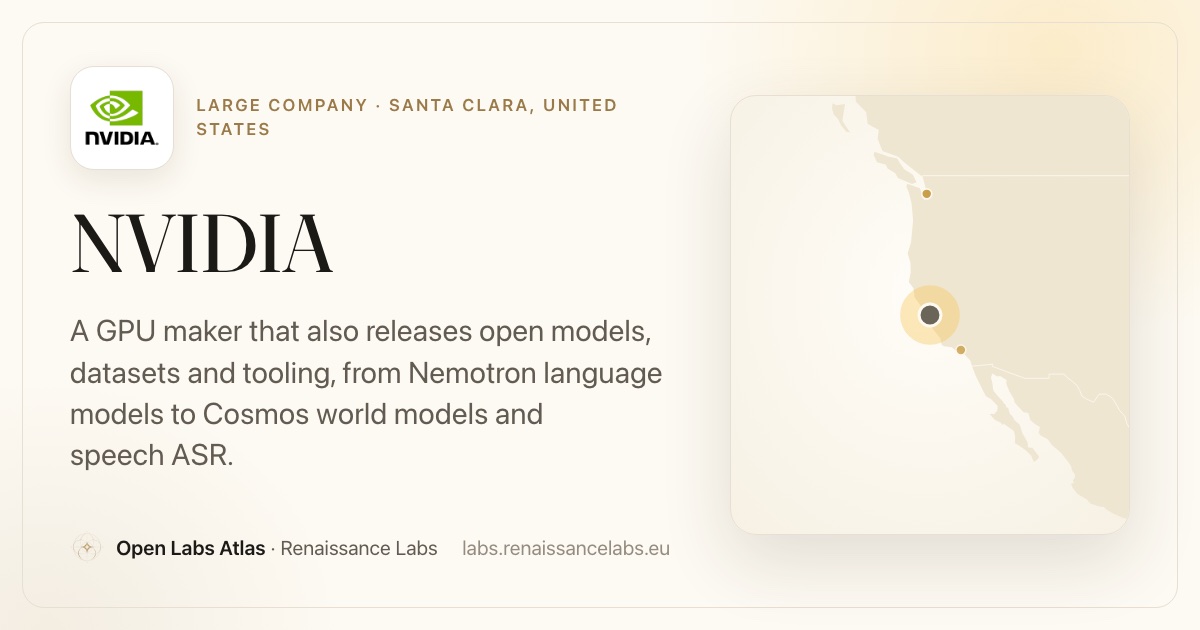 NVIDIA.
LARGE COMPANY · SANTA CLARA, UNITED
STATES
NVIDIA
A GPU maker that also releases open models,
datasets and tooling, from Nemotron language
models to Cosmos world models and
speech ASR.
Open Labs Atlas · Renaissance Labs labs.renaissancelabs.eu